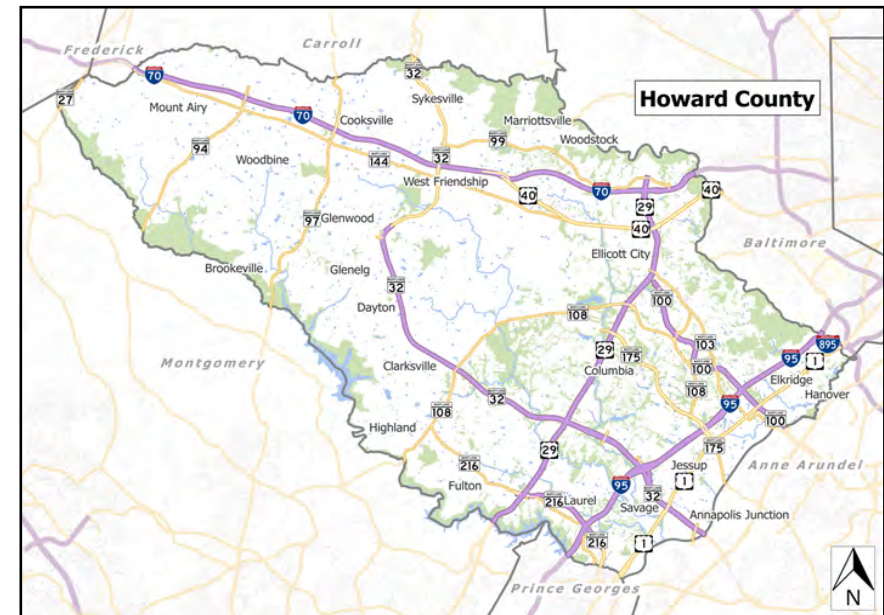 Carroll
Frederick
70
32
27
Mount Airy
Sykesville
Howard County
70
Cooksville
Marriottsville
94
99
Woodstock
Woodbine
144
32
West Friendship
70
40
40
29
97
Glenwood
40
Baltimore
Ellicott City
Brookeville
Glenelg
32
100
Dayton
108
103
895
Montgomery
29
175
95
1
Clarksville
Columbia
100
Elkridge
32
108
Hanover
95
108
100
Highland
29
175
216
Jessup
Anne Arundel
Fulton
95
1
216
Laurel
32
Savage
Annapolis Junction
216
1
Prince Georges
N